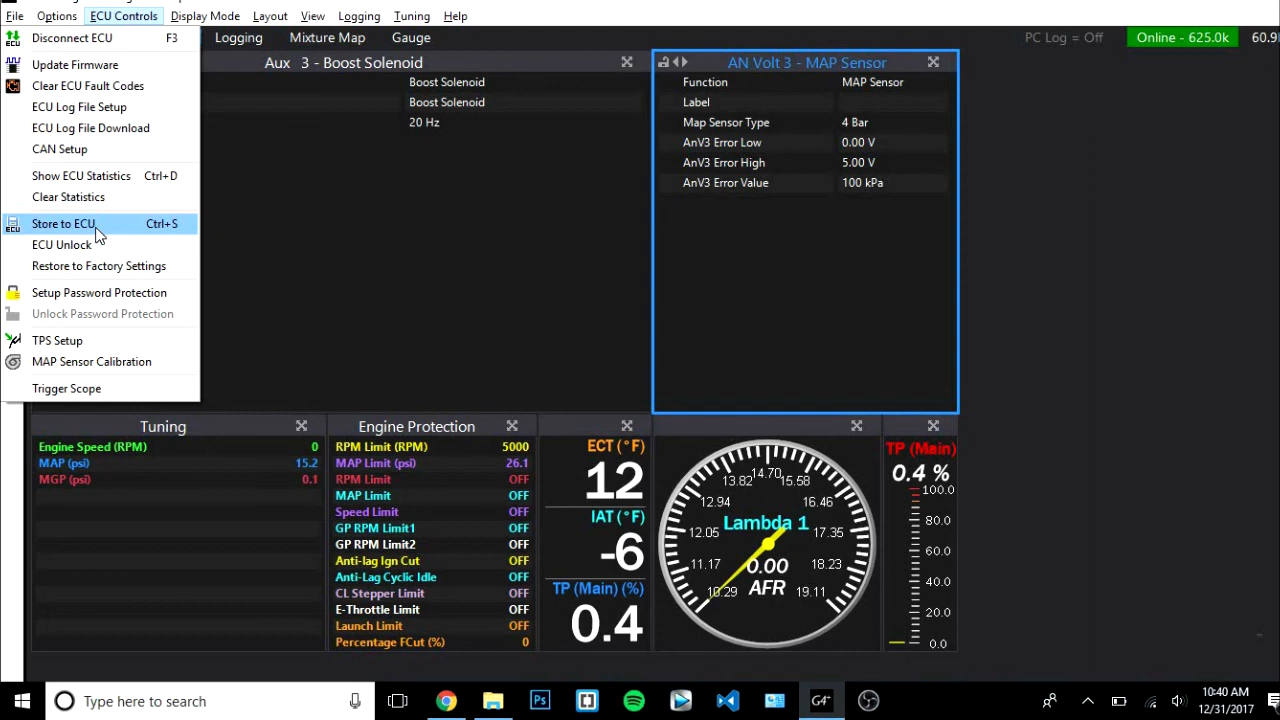 File Options ECU Controls Display Mode Layout View Logging Tuning Help
Disconnect ECU F3
Update Firmware
Clear ECU Fault Codes
ECU Log File Setup
ECU Log File Download
CAN Setup
Show ECU Statistics Ctrl+D
Clear Statistics
Store to ECU Ctrl+S
ECU Unlock
Restore to Factory Settings
Setup Password Protection
Unlock Password Protection
TPS Setup
MAP Sensor Calibration
Trigger Scope
Logging Mixture Map Gauge PC Log = Off Online - 625.0k 60.9
Aux 3 - Boost Solenoid
Boost Solenoid
Boost Solenoid
20 Hz
AN Volt 3 - MAP Sensor
Function MAP Sensor
Label
Map Sensor Type 4 Bar
AnV3 Error Low 0.00 V
AnV3 Error High 5.00 V
AnV3 Error Value 100 kPa
Tuning
Engine Speed (RPM) 0
MAP (psi) 15.2
MGP (psi) 0.1
Engine Protection
RPM Limit (RPM) 5000
MAP Limit (psi) 26.1
RPM Limit OFF
MAP Limit OFF
Speed Limit OFF
GP RPM Limit1 OFF
GP RPM Limit2 OFF
Anti-lag Ign Cut OFF
Anti-Lag Cyclic Idle OFF
CL Stepper Limit OFF
E-Throttle Limit OFF
Launch Limit OFF
Percentage FCut (%) 0
ECT (°F)
12
IAT (°F)
-6
TP (Main) (%)
0.4
13.82 14.70 15.58
12.94 16.46
Lambda 1
12.05 17.35
11.17 0.00 18.23
10.29 AFR 19.11
TP (Main)
0.4 %
100.0
80.0
60.0
40.0
20.0
0.0
Type here to search
Ps
G4+
10:40 AM
12/31/2017